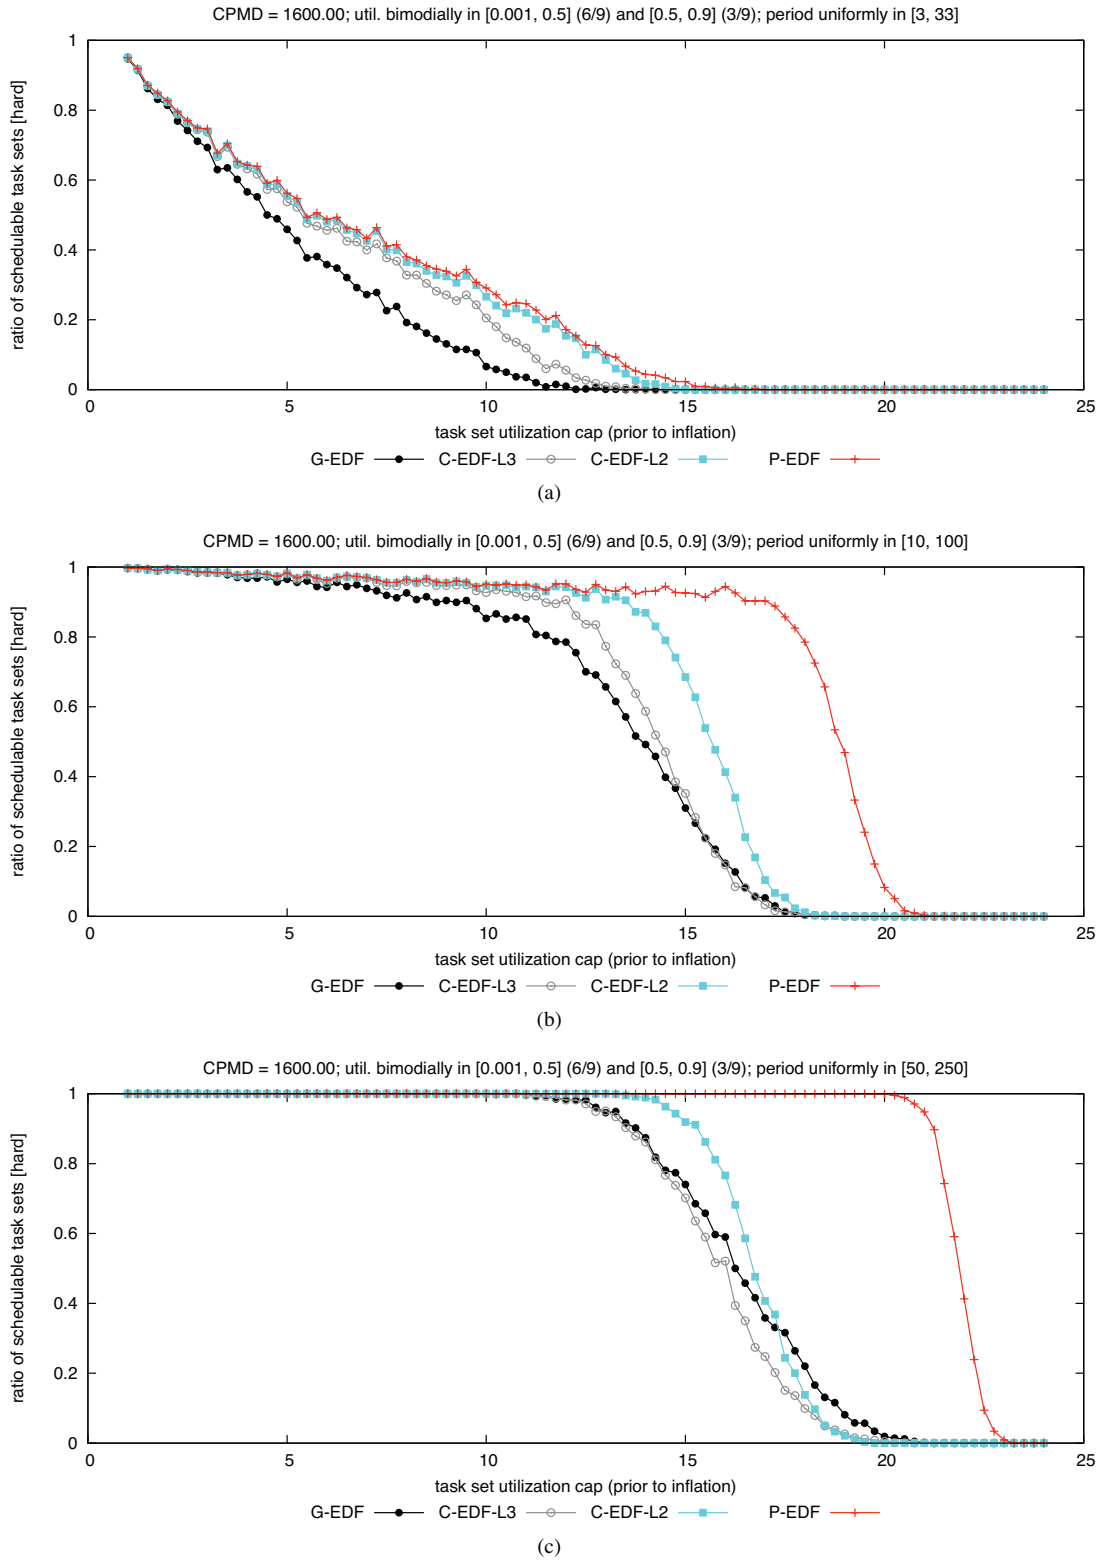 CPMD = 1600.00; util. bimodially in [0.001, 0.5] (6/9) and [0.5, 0.9] (3/9); period uniformly in [3, 33]
1
0.8
0.6
0.4
0.2
0
ratio of schedulable task sets [hard]
0 5 10 15 20 25
task set utilization cap (prior to inflation)
G-EDF C-EDF-L3 C-EDF-L2 P-EDF
(a)
CPMD = 1600.00; util. bimodially in [0.001, 0.5] (6/9) and [0.5, 0.9] (3/9); period uniformly in [10, 100]
1
0.8
0.6
0.4
0.2
0
ratio of schedulable task sets [hard]
0 5 10 15 20 25
task set utilization cap (prior to inflation)
G-EDF C-EDF-L3 C-EDF-L2 P-EDF
(b)
CPMD = 1600.00; util. bimodially in [0.001, 0.5] (6/9) and [0.5, 0.9] (3/9); period uniformly in [50, 250]
1
0.8
0.6
0.4
0.2
0
ratio of schedulable task sets [hard]
0 5 10 15 20 25
task set utilization cap (prior to inflation)
G-EDF C-EDF-L3 C-EDF-L2 P-EDF
(c)